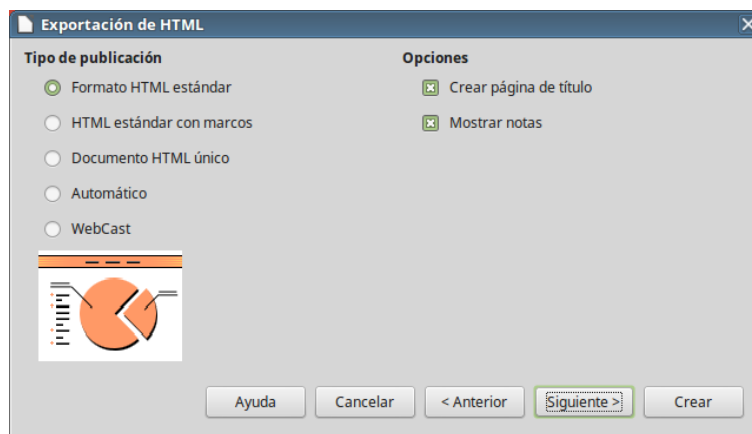 Exportación de HTML
Tipo de publicación
Formato HTML estándar
HTML estándar con marcos
Documento HTML único
Automático
WebCast
Opciones
Crear página de título
Mostrar notas
Ayuda
Cancelar
< Anterior
Siguiente >
Crear